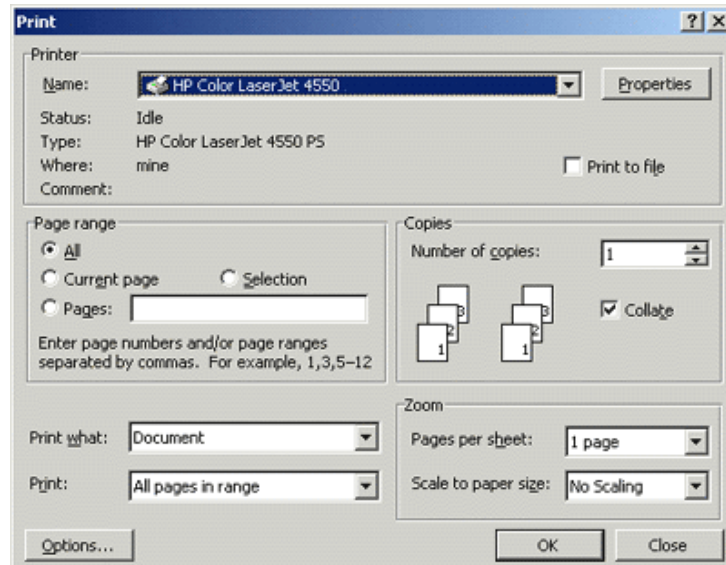 Print
Printer
Name: HP Color LaserJet 4550 Properties
Status: Idle
Type: HP Color LaserJet 4550 PS
Where: mine Print to file
Comment:
Page range
All
Current page Selection
Pages:
Enter page numbers and/or page ranges
separated by commas. For example, 1,3,5–12
Copies
Number of copies: 1
3 3
2 2
1 1
Collate
Print what: Document
Print: All pages in range
Zoom
Pages per sheet: 1 page
Scale to paper size: No Scaling
Options... OK Close